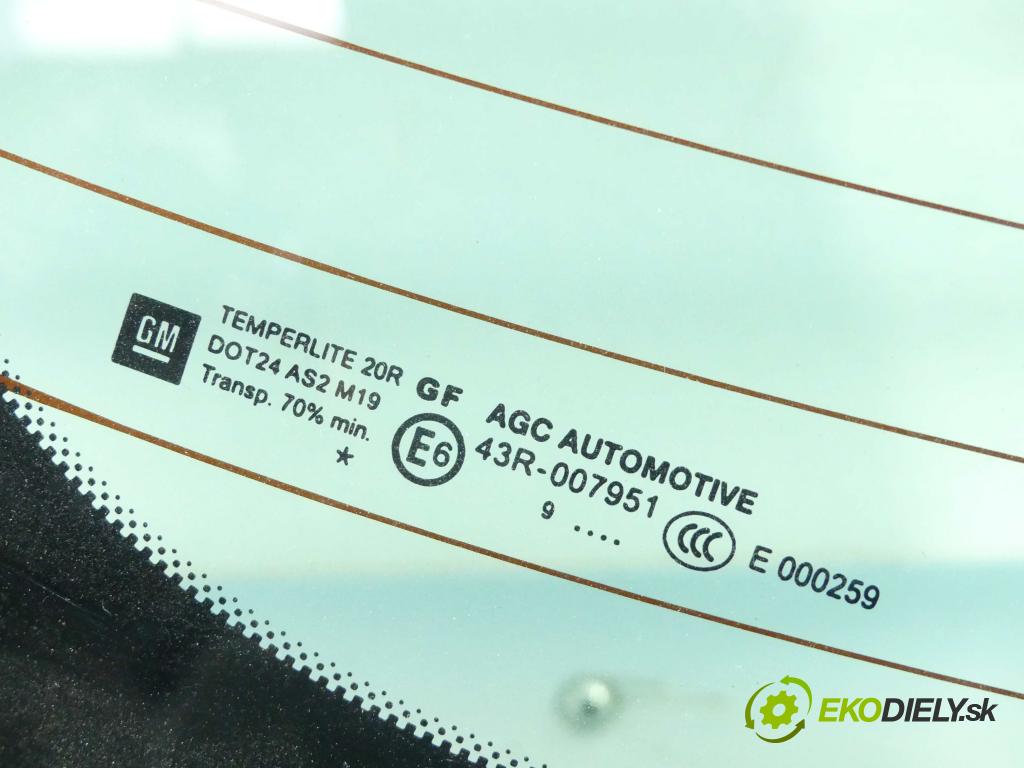 GM
TEMPERLITE 20R
DOT24 AS2 M19
Transp. 70% min.
*
GF
E6
AGC AUTOMOTIVE
43R-007951
9 ....
CCC
E 000259
EKODIELY.sk